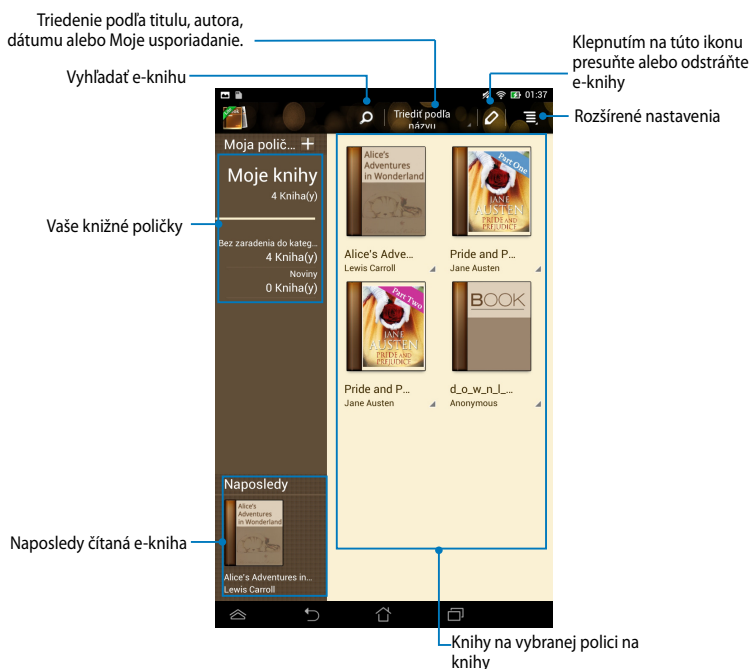 Triedenie podľa titulu, autora,
dátumu alebo Moje usporiadanie.
Vyhľadať e-knihu
Klepnutím na túto ikonu
presuňte alebo odstráňte
e-knihy
Rozšírené nastavenia
01:37
Triediť podľa
názvu
Moja polič... +
Moje knihy
4 Kniha(y)
Vaše knižné poličky
Bez zaradenia do kateg...
4 Kniha(y)
Noviny
0 Kniha(y)
Alice's
Adventures
in Wonderland
Alice's Adve...
Lewis Carroll
Part One
JANE
AUSTEN
PRIDE AND
PREJUDICE
Pride and P...
Jane Austen
Part Two
JANE
AUSTEN
PRIDE AND
PREJUDICE
Pride and P...
Jane Austen
BOOK
d_o_w_n_l_...
Anonymous
Naposledy
Alice's
Adventures
in Wonderland
Naposledy čítaná e-kniha
Alice's Adventures in...
Lewis Carroll
Knihy na vybranej polici na
knihy